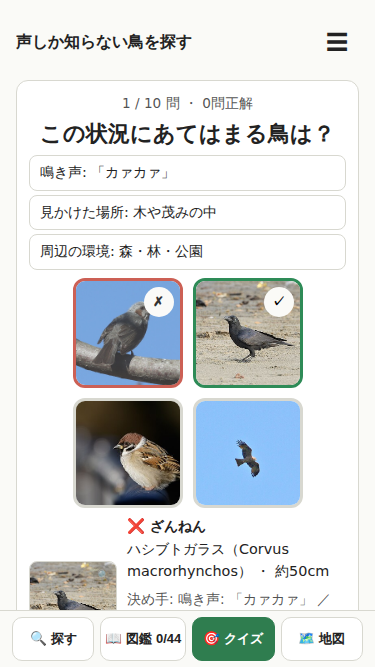 声しか知らない鳥を探す
☰
1 / 10 問 ・ 0問正解
この状況にあてはまる鳥は？
鳴き声: 「カァカァ」
見かけた場所: 木や茂みの中
周辺の環境: 森・林・公園
✗ ✓
❌ ざんねん
ハシブトガラス（Corvus
macrorhynchos） ・ 約50cm
決め手: 鳴き声: 「カァカァ」 ／
🔍 探す
📖 図鑑 0/44
🎯 クイズ
🗺️ 地図